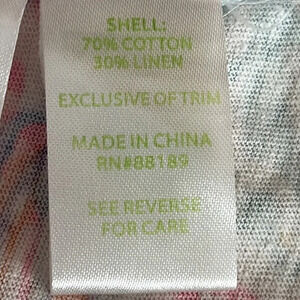 SHELL:
70% COTTON
30% LINEN
EXCLUSIVE OF TRIM
MADE IN CHINA
RN#88189
SEE REVERSE
FOR CARE